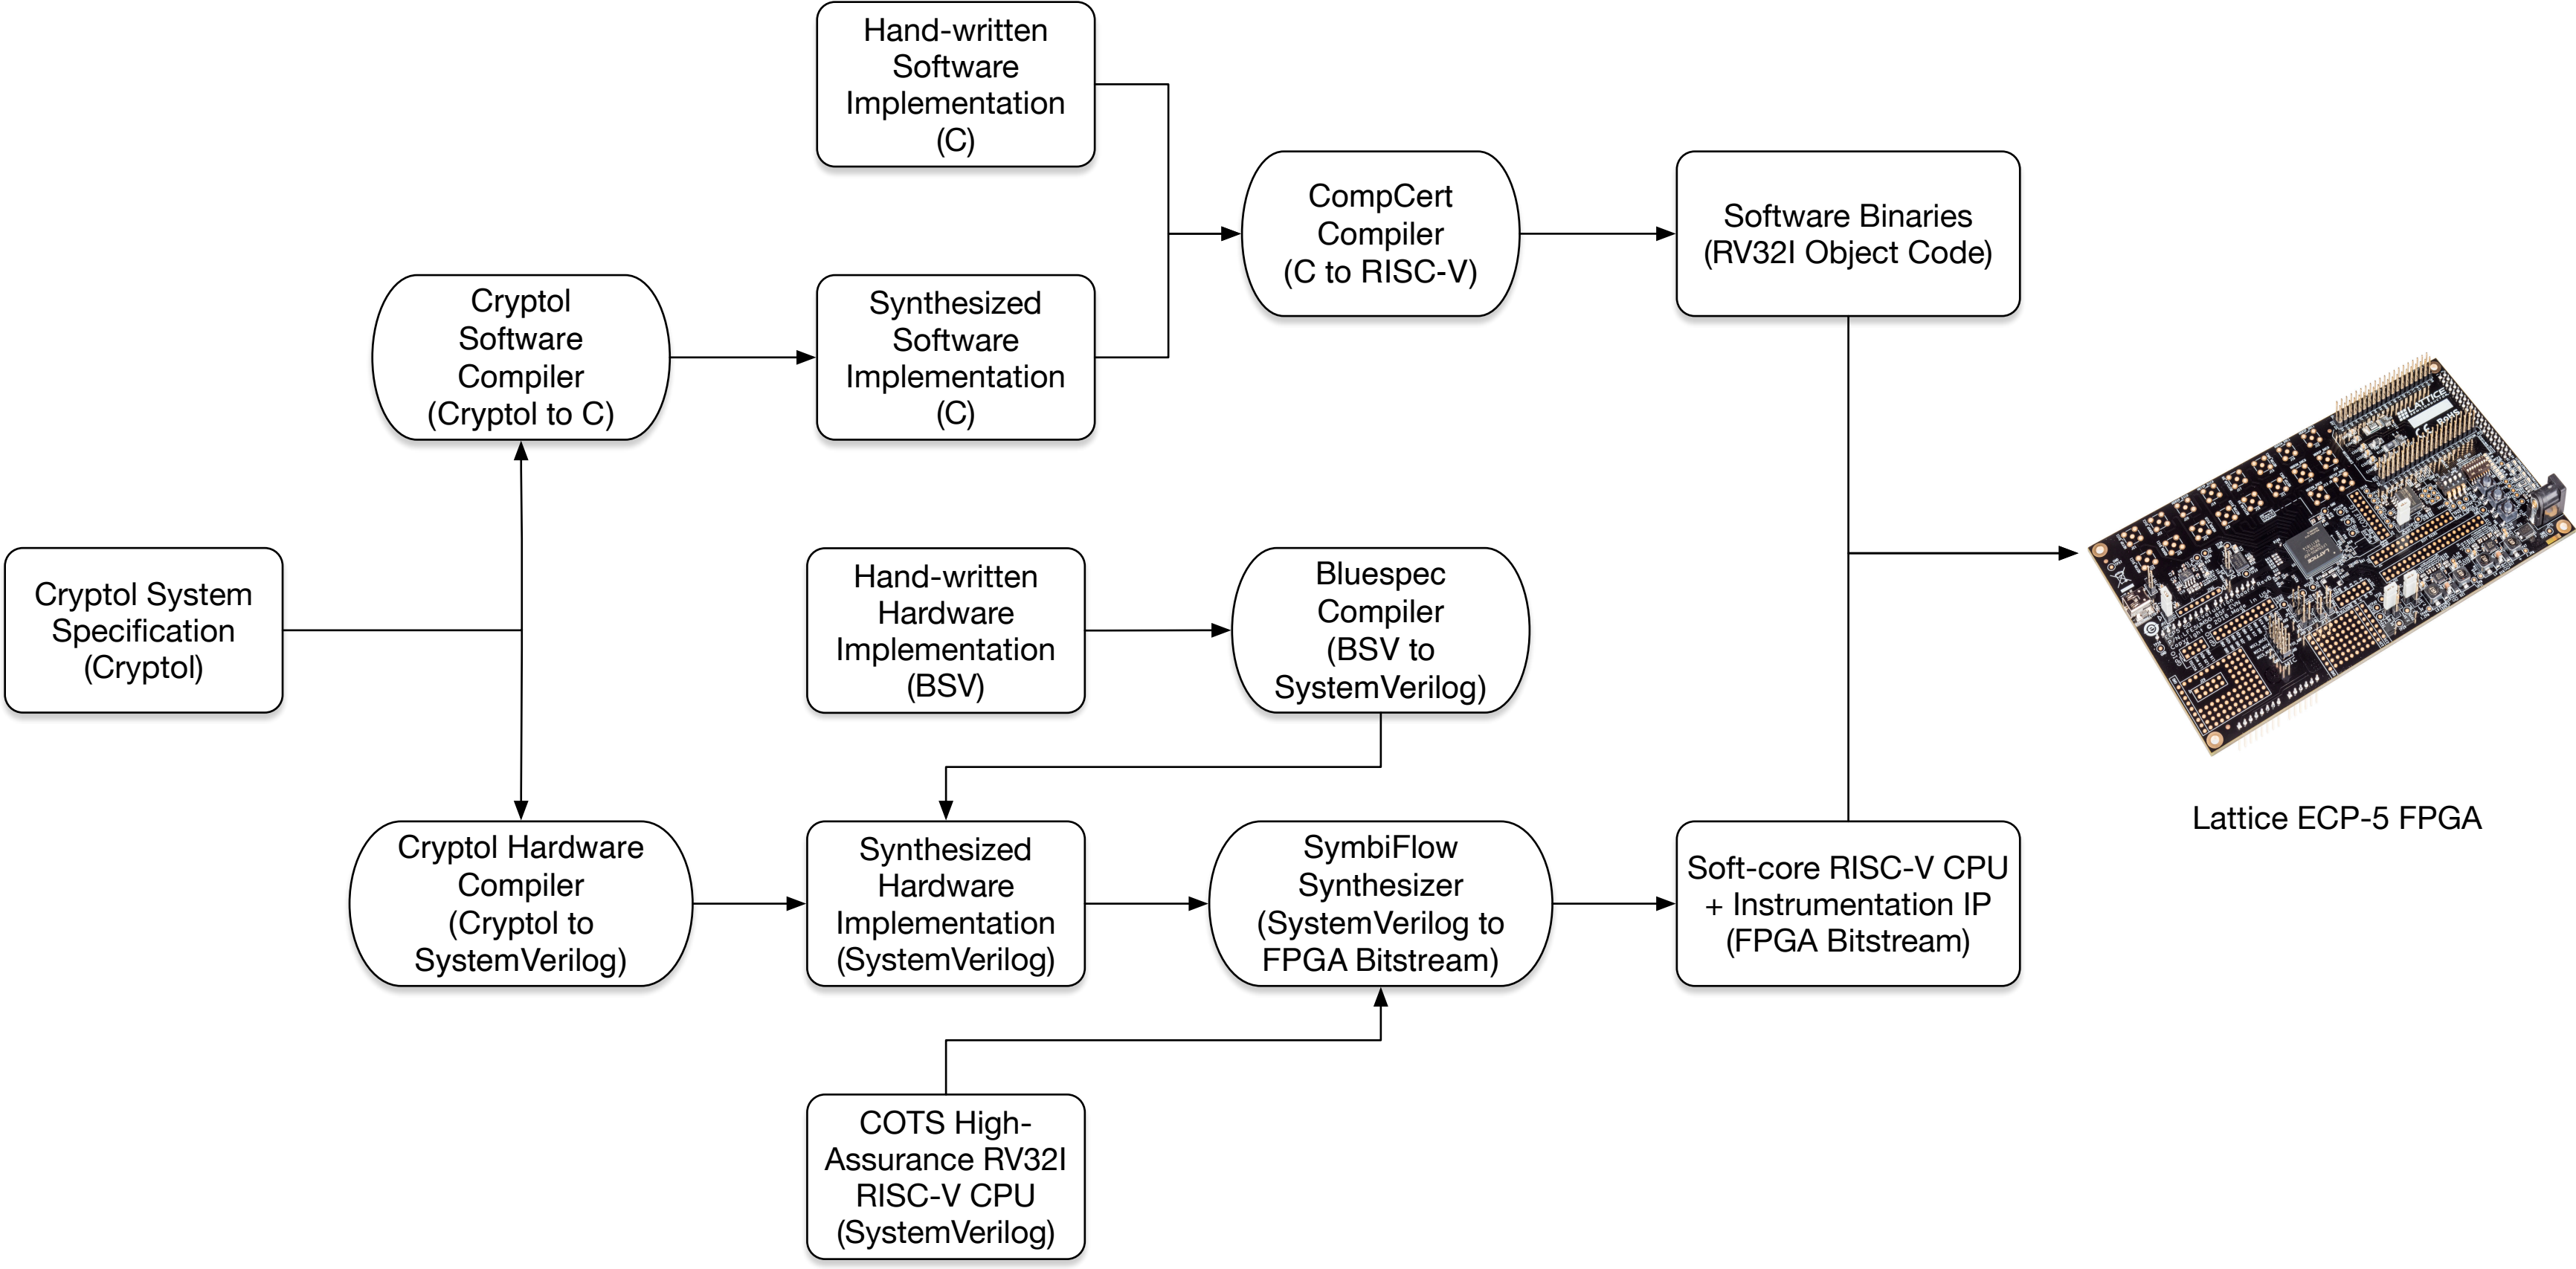 Hand-written
Software
Implementation
(C)
CompCert
Compiler
(C to RISC-V)
Software Binaries
(RV32I Object Code)
Cryptol
Software
Compiler
(Cryptol to C)
Synthesized
Software
Implementation
(C)
Cryptol System
Specification
(Cryptol)
Hand-written
Hardware
Implementation
(BSV)
Bluespec
Compiler
(BSV to
SystemVerilog)
LATTICE
Lattice ECP-5 FPGA
Cryptol Hardware
Compiler
(Cryptol to
SystemVerilog)
Synthesized
Hardware
Implementation
(SystemVerilog)
SymbiFlow
Synthesizer
(SystemVerilog to
FPGA Bitstream)
Soft-core RISC-V CPU
+ Instrumentation IP
(FPGA Bitstream)
COTS High-
Assurance RV32I
RISC-V CPU
(SystemVerilog)